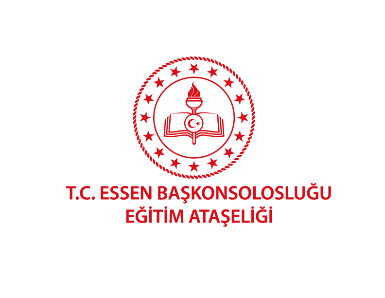 T.C. ESSEN BAŞKONSOLOSLUĞU
EĞİTİM ATAŞELİĞİ